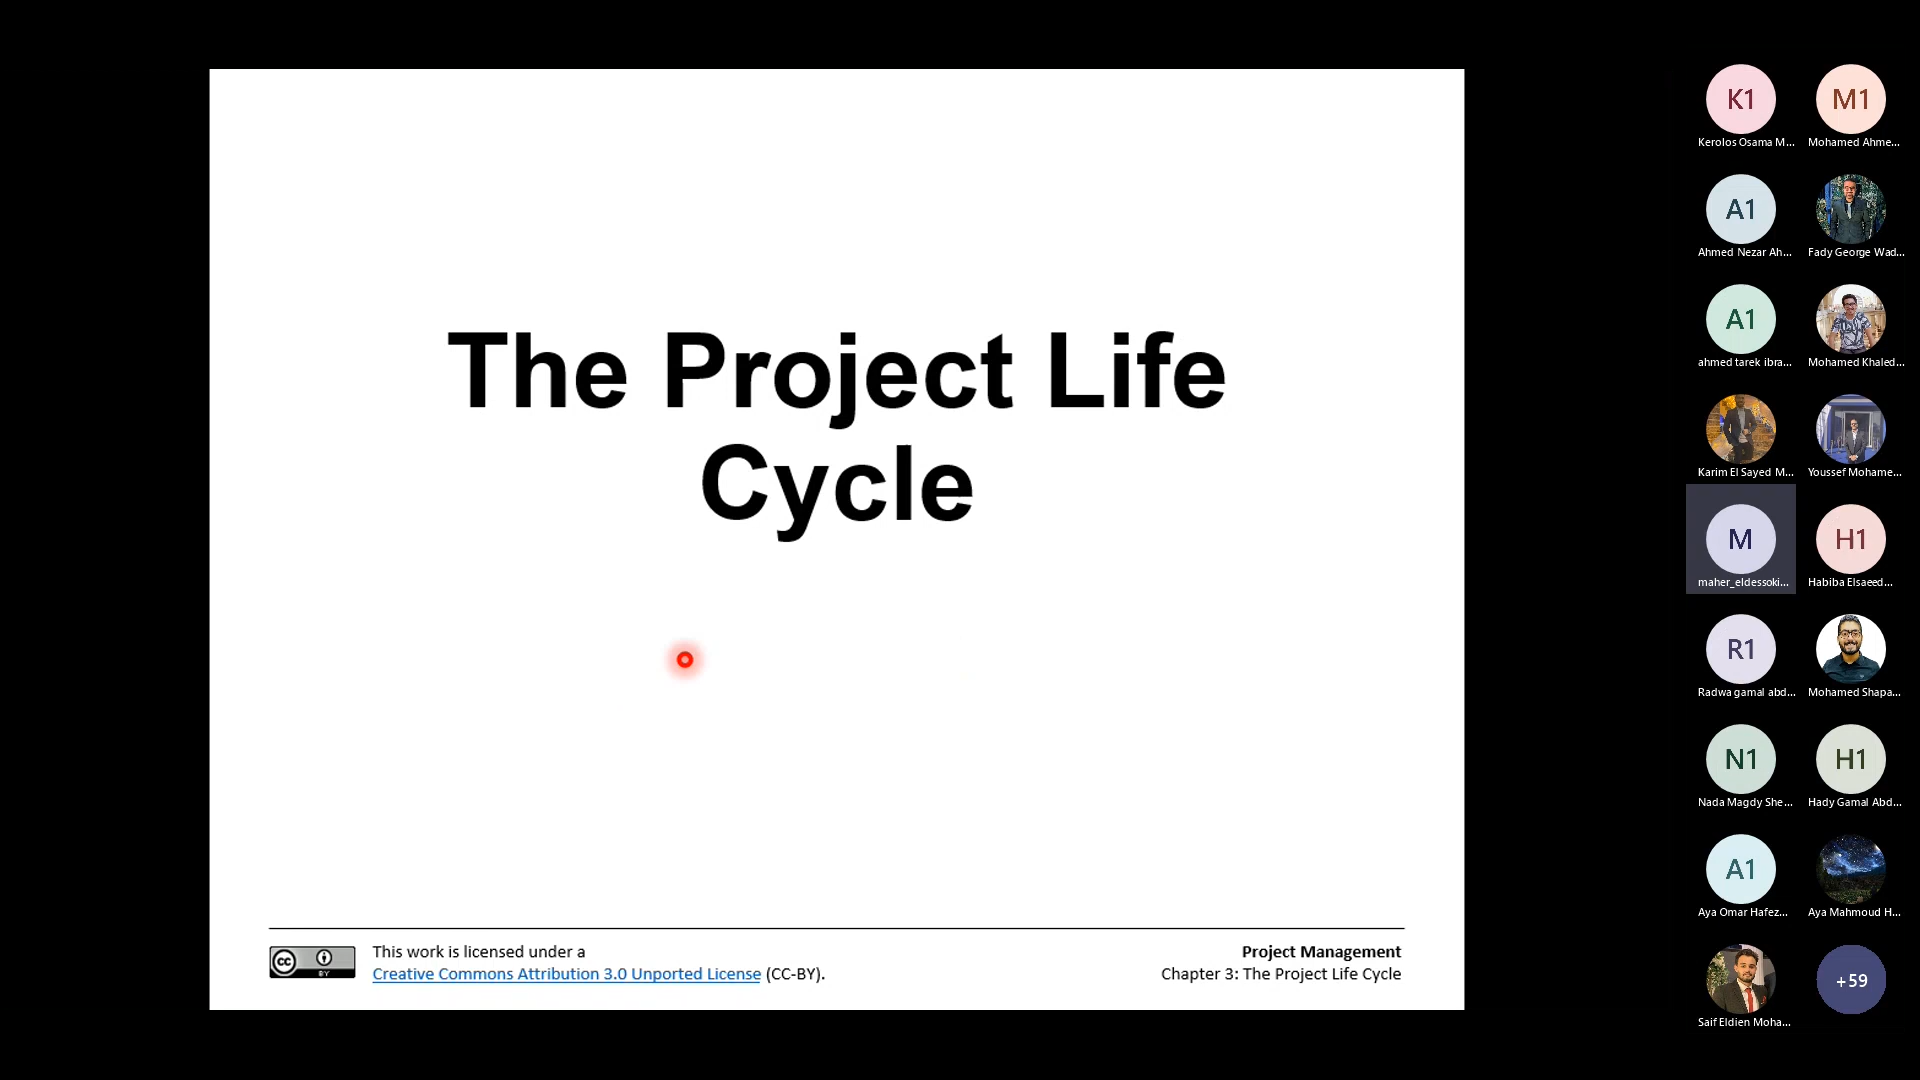 The Project Life
Cycle
This work is licensed under a
Creative Commons Attribution 3.0 Unported License (CC-BY).
Project Management
Chapter 3: The Project Life Cycle
CC
BY
K1
Kerolos Osama M...
M1
Mohamed Ahme...
A1
Ahmed Nezar Ah...
Fady George Wad...
A1
ahmed tarek ibra...
Mohamed Khaled...
Karim El Sayed M...
Youssef Mohame...
M
maher_eldessoki...
H1
Habiba Elsaeed...
R1
Radwa gamal abd...
Mohamed Shapa...
N1
Nada Magdy She...
H1
Hady Gamal Abd...
A1
Aya Omar Hafez...
Aya Mahmoud H...
Saif Eldien Moha...
+59